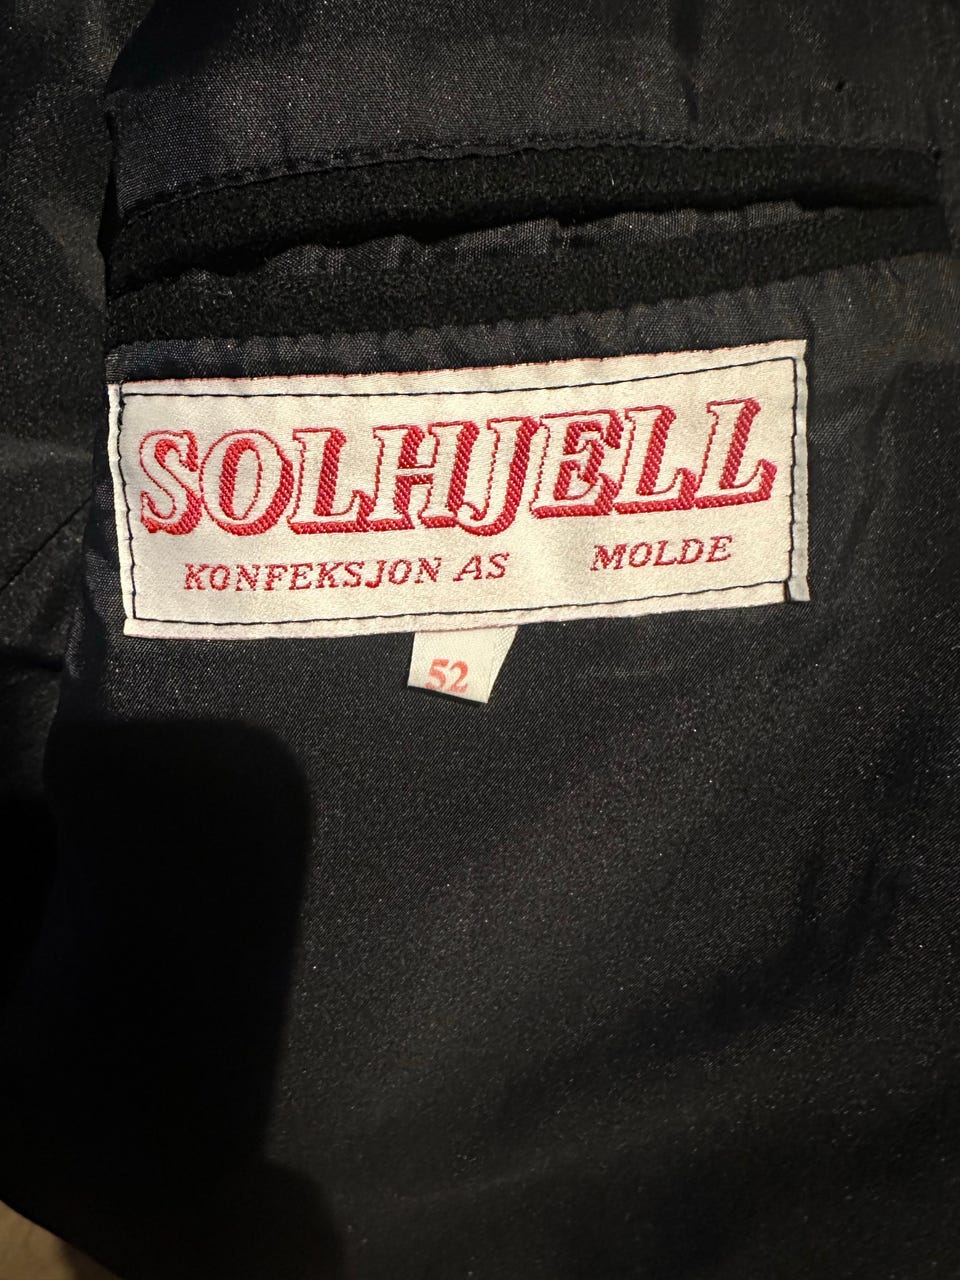 SOLHJELL
KONFEKSJON AS MOLDE
52